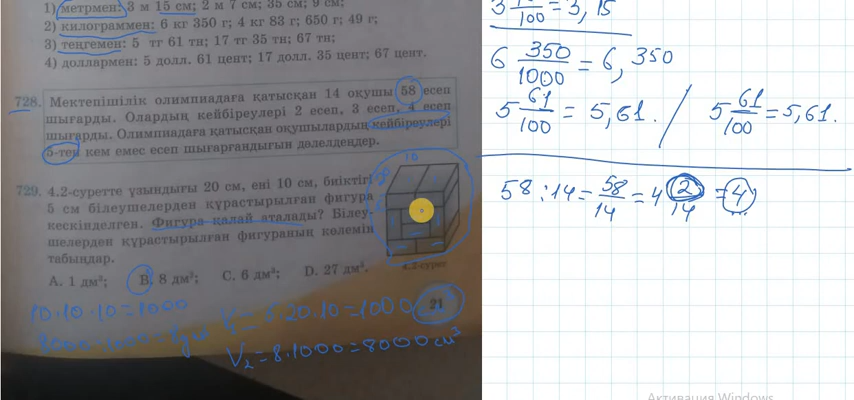 1) метрмен: 3 м 15 см; 2 м 7 см; 35 см; 9 см;
2) килограммен: 6 кг 350 г; 4 кг 83 г; 650 г; 49 г;
3) теңгемен: 5 тг 61 тн; 17 тг 35 тн; 67 тн;
4) доллармен: 5 долл. 61 цент; 17 долл. 35 цент; 67 цент.
728. Мектепішілік олимпиадаға қатысқан 14 оқушы 58 есеп
шығарды. Олардың кейбіреулері 2 есеп, 3 есеп, 4 есеп
шығарды. Олимпиадаға қатысқан оқушылардың кейбіреулері
5-тен кем емес есеп шығарғандығын дәлелдеңдер.
729. 4.2-суретте ұзындығы 20 см, ені 10 см, биіктігі
5 см білеушелерден құрастырылған фигура
кескінделген. Фигура қалай аталады? Білеу-
шелерден құрастырылған фигураның көлемін
табыңдар.
A. 1 дм³; B. 8 дм³; C. 6 дм³; D. 27 дм³.
4.2-сурет
10
20
10·10·10=1000
5·20·10=1000
21
V₂=8·1000=8000 см³
3 /100 = 3, 15
6 350/1000 = 6, 350
5 61/100 = 5,61. / 5 61/100 = 5,61.
58 : 14 = 58/14 = 4 2/14 = 4
Активация Windows